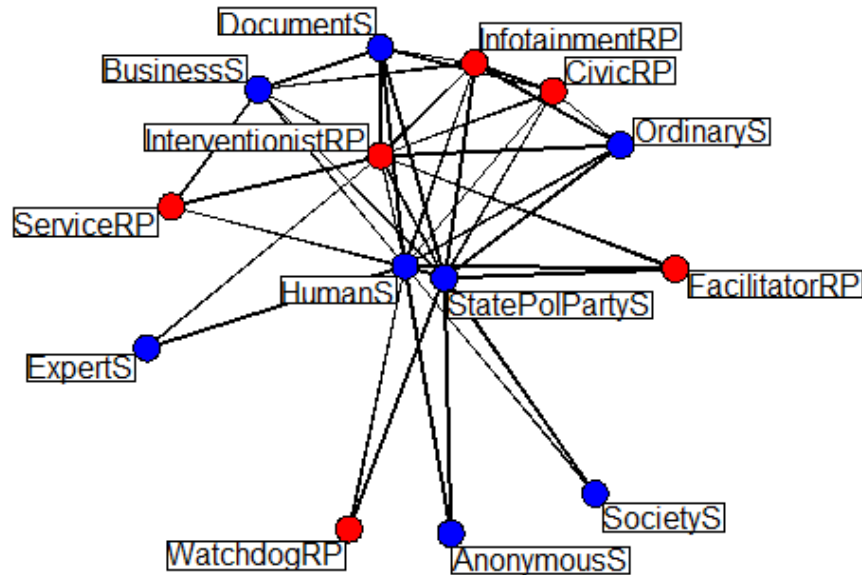 DocumentS
InfotainmentRP
BusinessS
CivicRP
InterventionistRP
OrdinaryS
ServiceRP
HumanS
StatePolPartyS
FacilitatorRP
ExpertS
SocietyS
WatchdogRP
AnonymousS